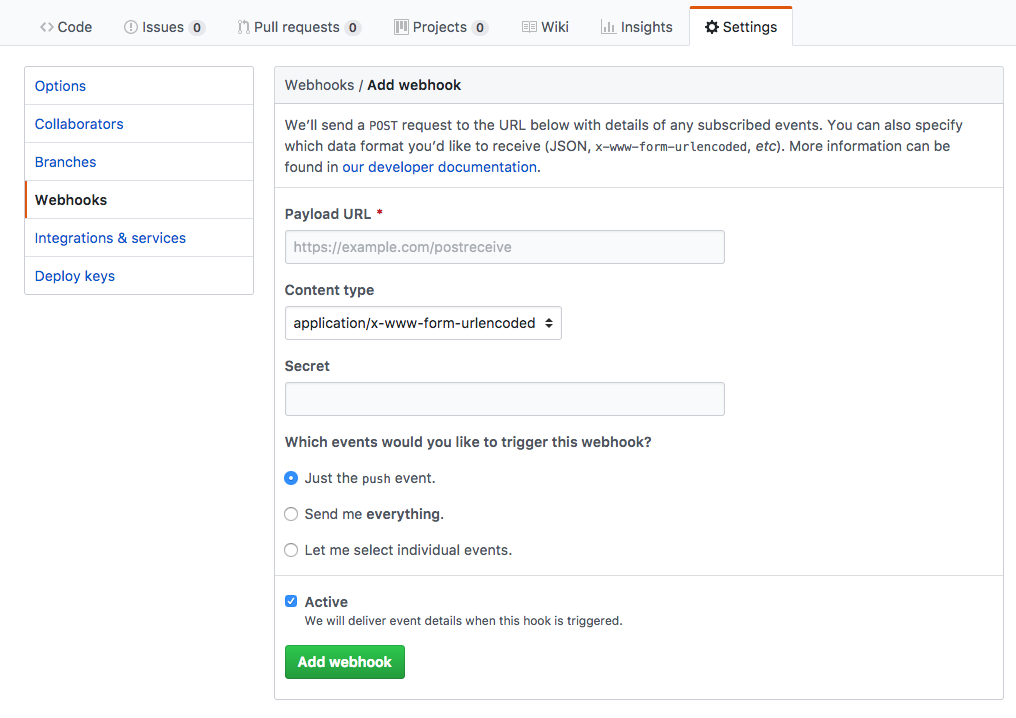 Code Issues 0 Pull requests 0 Projects 0 Wiki Insights Settings
Options
Collaborators
Branches
Webhooks
Integrations & services
Deploy keys
Webhooks / Add webhook
We’ll send a POST request to the URL below with details of any subscribed events. You can also specify
which data format you’d like to receive (JSON, x-www-form-urlencoded, etc). More information can be
found in our developer documentation.
Payload URL *
https://example.com/postreceive
Content type
application/x-www-form-urlencoded
Secret
Which events would you like to trigger this webhook?
Just the push event.
Send me everything.
Let me select individual events.
Active
We will deliver event details when this hook is triggered.
Add webhook